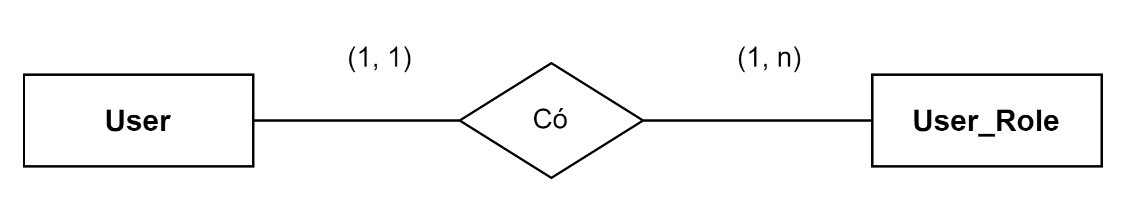 (1, 1)
(1, n)
User
Có
User_Role